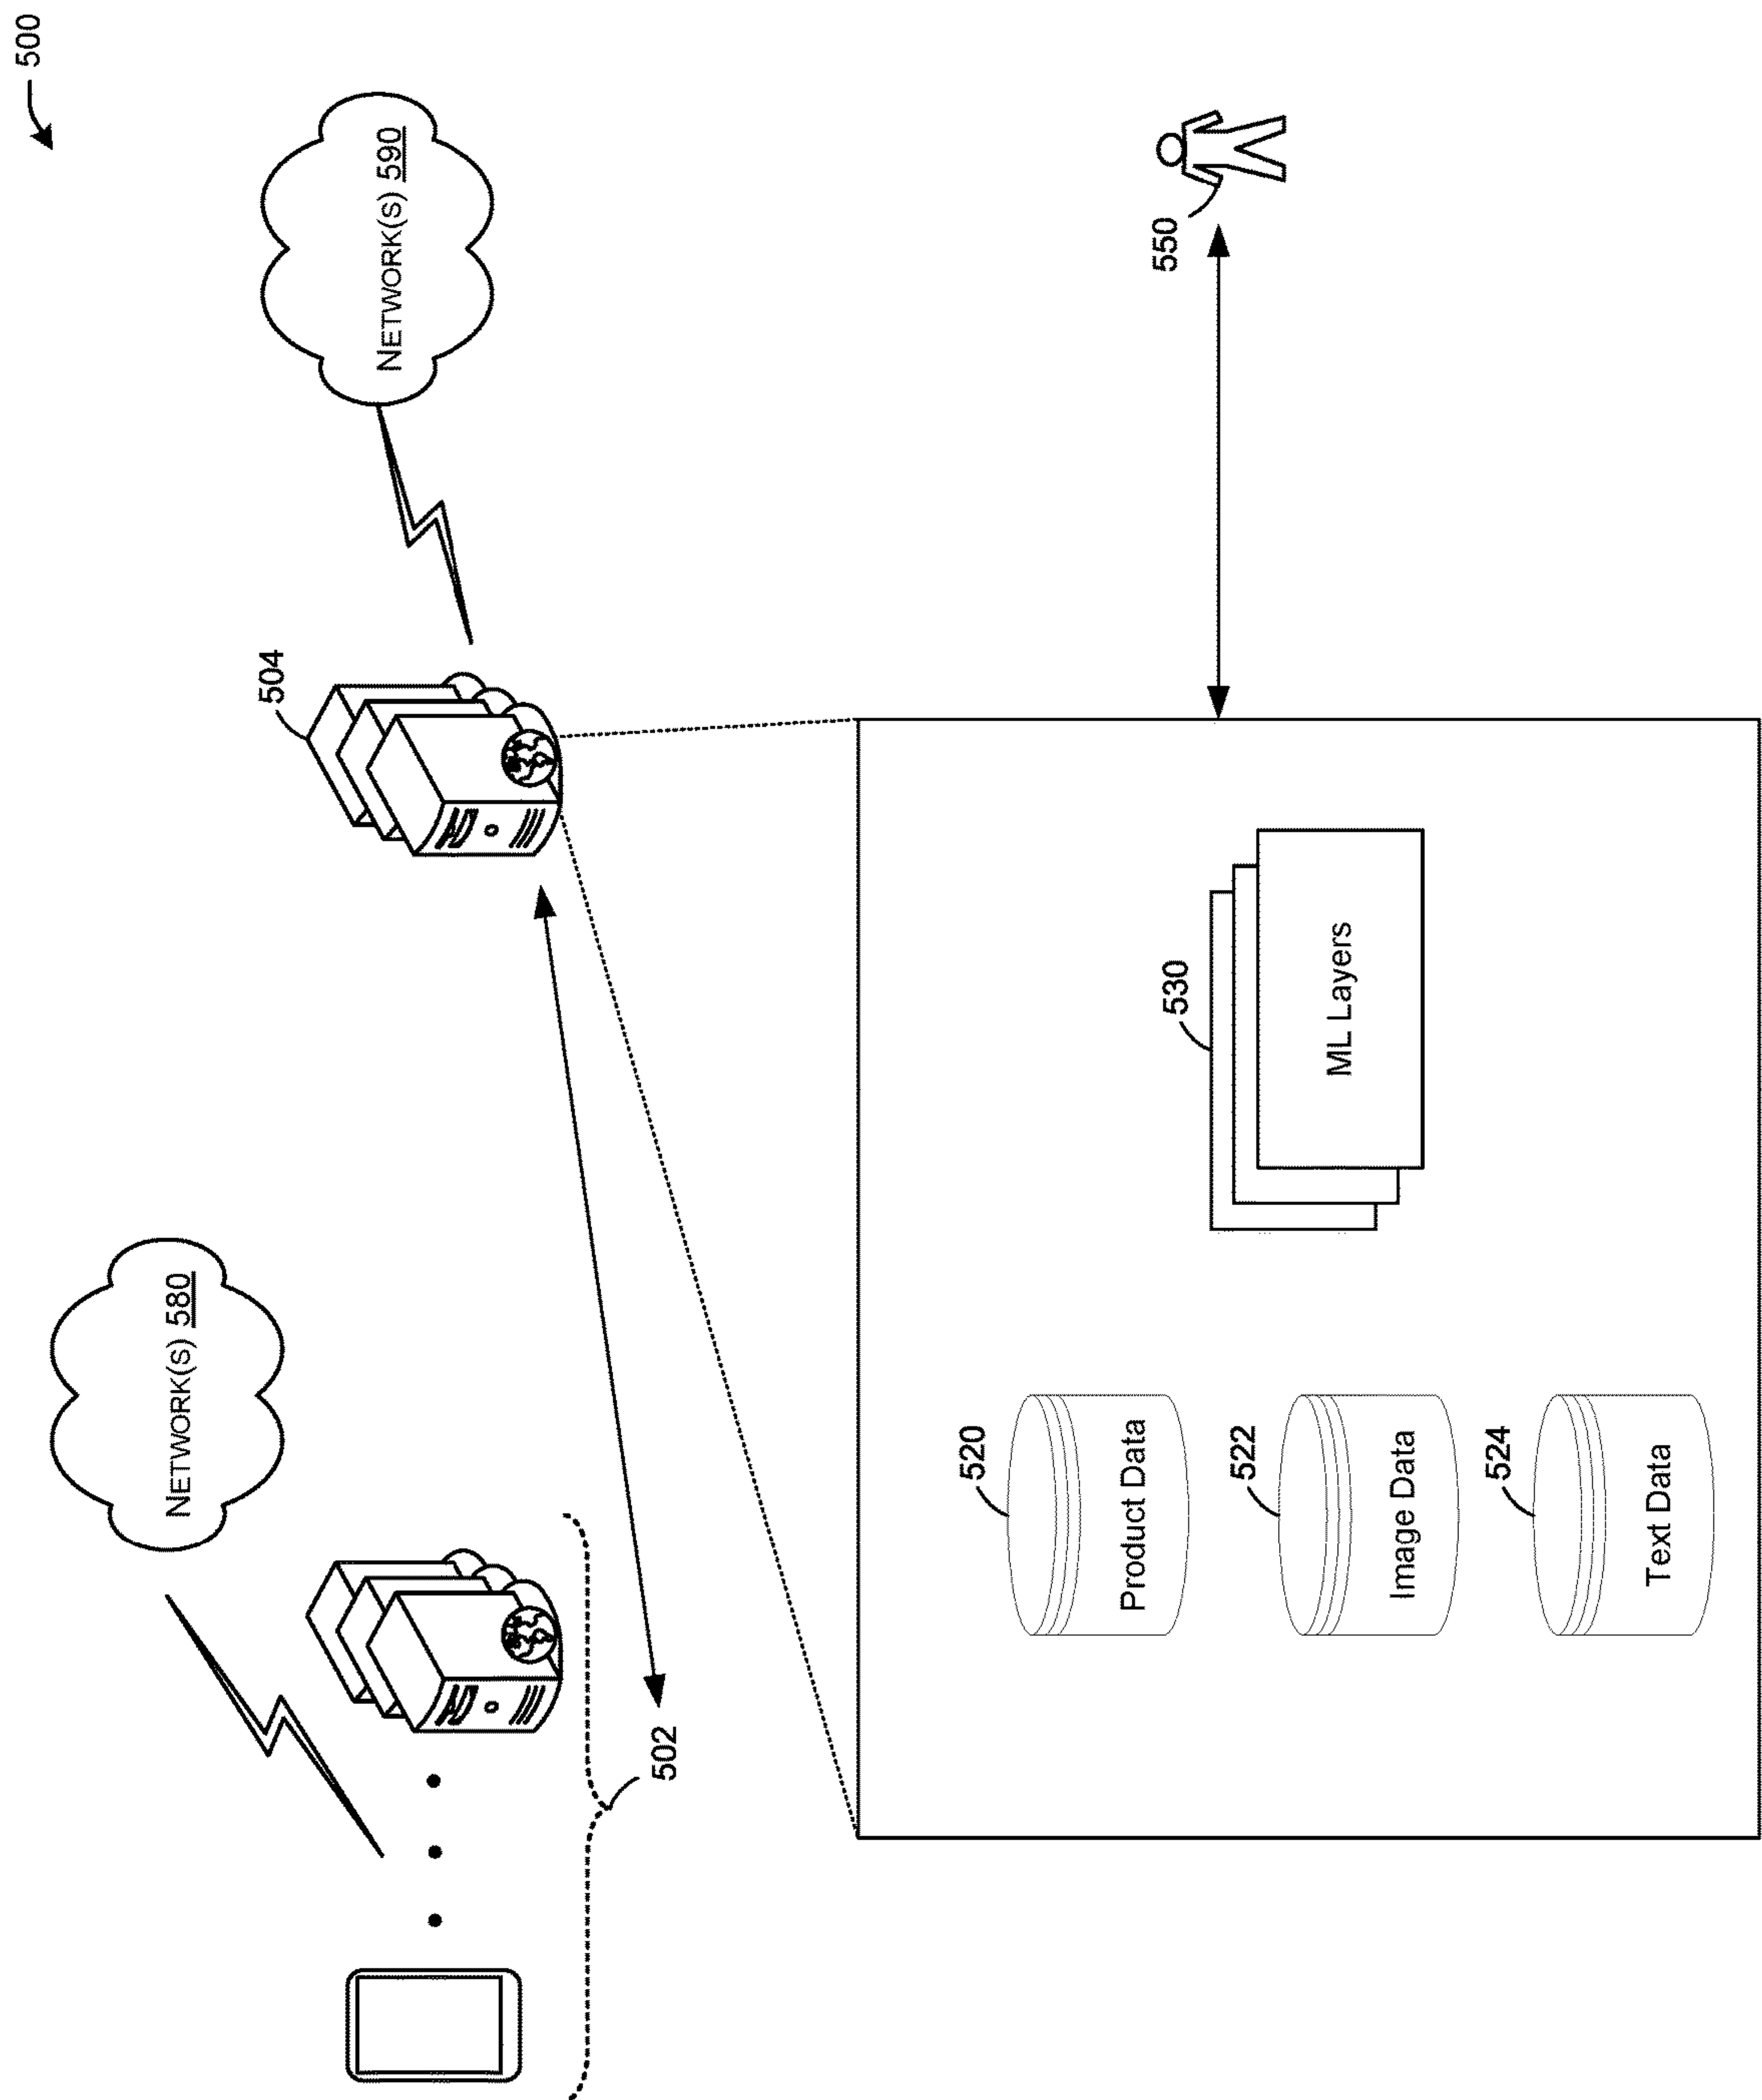 500
NETWORK(S) 580
NETWORK(S) 590
504
502
520
Product Data
522
Image Data
524
Text Data
530
ML Layers
550